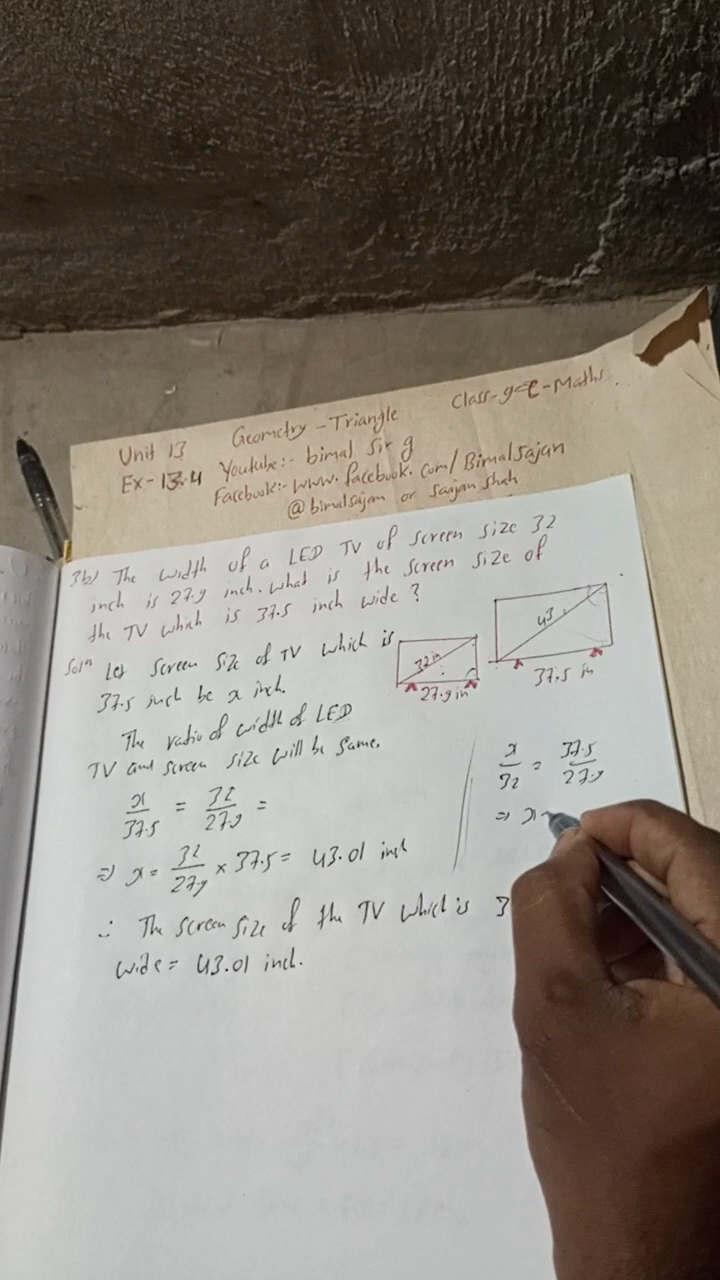 Unit 13 Geometry - Triangle Class-9 C-Maths.
Ex-13.4 Youtube:- bimal Sir g
Facebook:- www.facebook.com/Bimalsajan
@bimalsajan or Saajan Shah
3b) The width of a LED TV of screen size 32
inch is 27.9 inch. What is the screen size of
the TV which is 37.5 inch wide?
Solⁿ Let Screen Size of TV which is
37.5 inch be x inch.
The ratio of width of LED
TV and screen size will be same.
x/37.5 = 32/27.9 =
⇒ x = 32/27.9 × 37.5 = 43.01 inch
∴ The screen size of the TV which is 3
wide = 43.01 inch.
32 in
27.9 in
43
37.5 in
x/32 = 37.5/27.9
⇒ x =